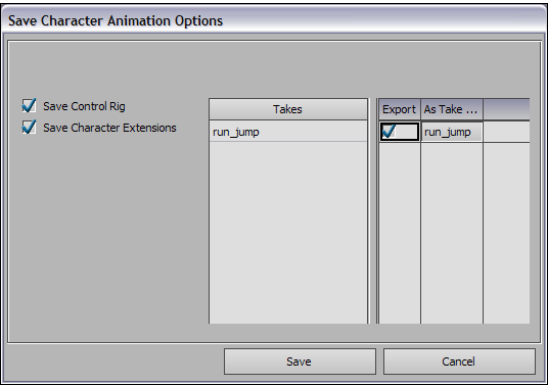 Save Character Animation Options
Save Control Rig
Save Character Extensions
Takes
Export As Take ...
run_jump
run_jump
Save
Cancel